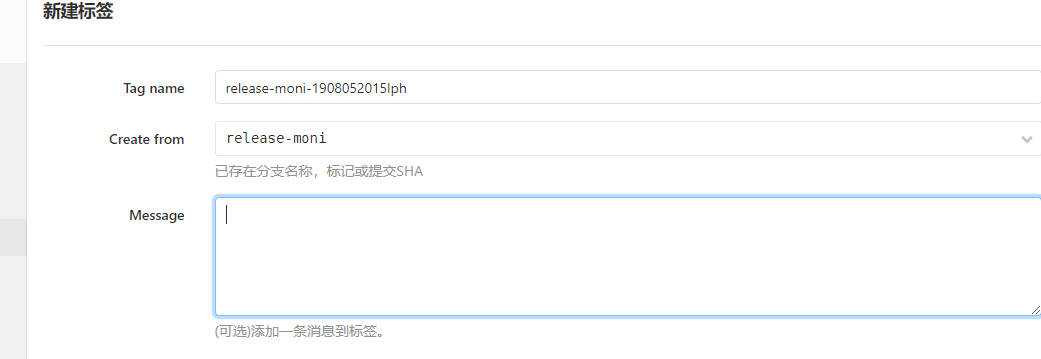 新建标签
Tag name
release-moni-1908052015lph
Create from
release-moni
已存在分支名称，标记或提交SHA
Message
(可选)添加一条消息到标签。